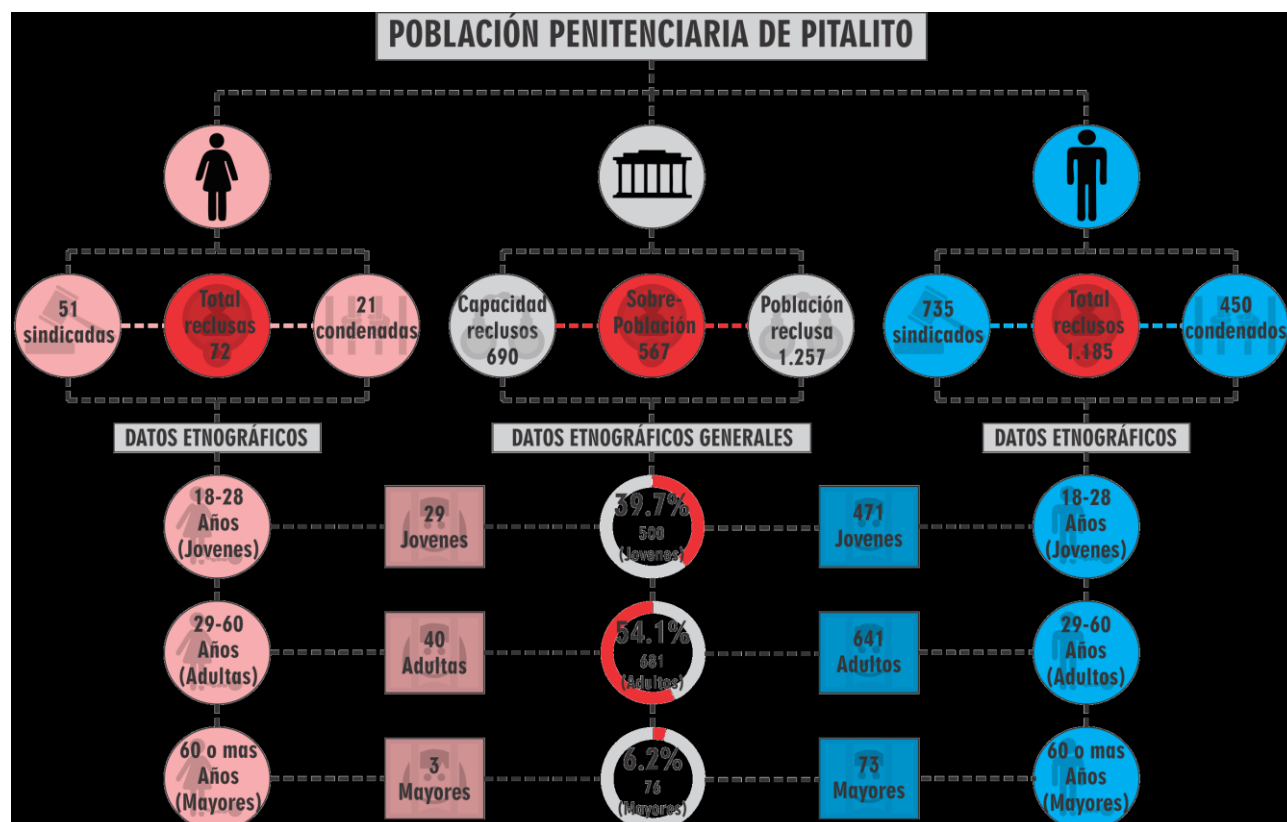 POBLACIÓN PENITENCIARIA DE PITALITO
51
sindicadas
Total
reclusas
72
21
condenadas
Capacidad
reclusos
690
Sobre-
Población
567
Población
reclusa
1.257
735
sindicados
Total
reclusos
1.185
450
condenados
DATOS ETNOGRÁFICOS
DATOS ETNOGRÁFICOS GENERALES
DATOS ETNOGRÁFICOS
18-28
Años
(Jovenes)
29
Jovenes
39.7%
500
(Jovenes)
471
Jovenes
18-28
Años
(Jovenes)
29-60
Años
(Adultas)
40
Adultas
54.1%
681
(Adultos)
641
Adultos
29-60
Años
(Adultos)
60 o mas
Años
(Mayores)
3
Mayores
6.2%
76
(Mayores)
73
Mayores
60 o mas
Años
(Mayores)